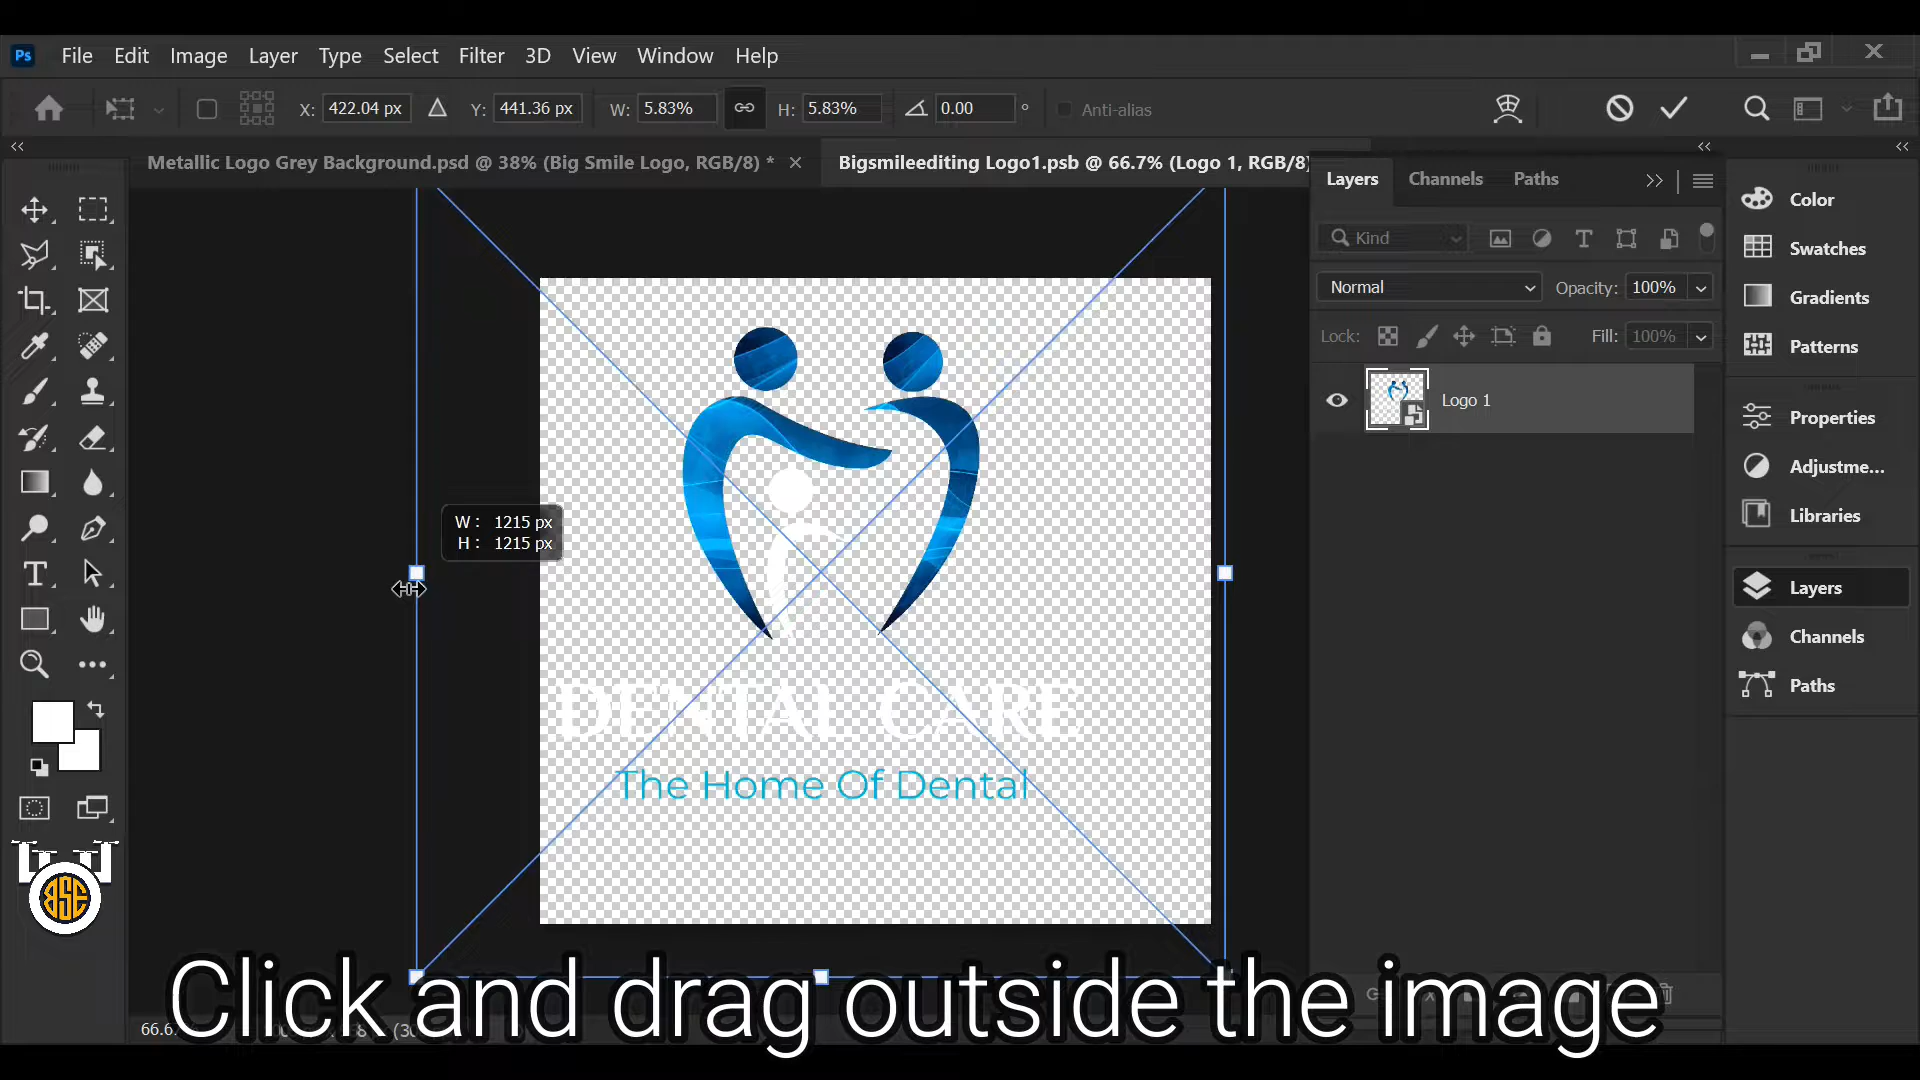 Ps File Edit Image Layer Type Select Filter 3D View Window Help
X: 422.04 px Y: 441.36 px W: 5.83% H: 5.83% 0.00 ° Anti-alias
Metallic Logo Grey Background.psd @ 38% (Big Smile Logo, RGB/8) * Bigsmileediting Logo1.psb @ 66.7% (Logo 1, RGB/8)
Layers Channels Paths
Kind
Normal Opacity: 100%
Lock: Fill: 100%
Logo 1
Color
Swatches
Gradients
Patterns
Properties
Adjustme...
Libraries
Layers
Channels
Paths
W: 1215 px
H: 1215 px
DENTAL CARE
The Home Of Dental
BSE
Click and drag outside the image